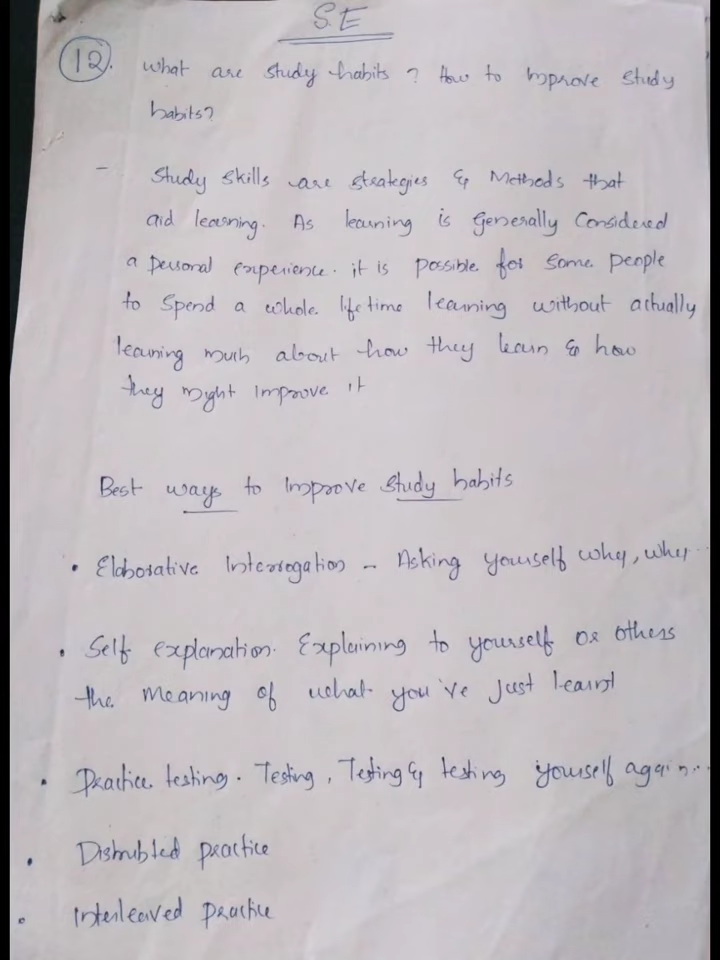 S.E
12. What are study habits ? How to Improve study
habits?
- Study skills are strategies & Methods that
aid learning. As learning is generally Considered
a personal experience. it is possible for some people
to spend a whole lifetime learning without actually
learning much about how they learn & how
they might improve it
Best ways to Improve study habits
• Elaborative Interrogation - Asking yourself why, why..
• Self explanation. Explaining to yourself or others
the meaning of what you've just learnt
• Practice testing. Testing, Testing & testing yourself again...
• Distrubted practice
• Interleaved practice